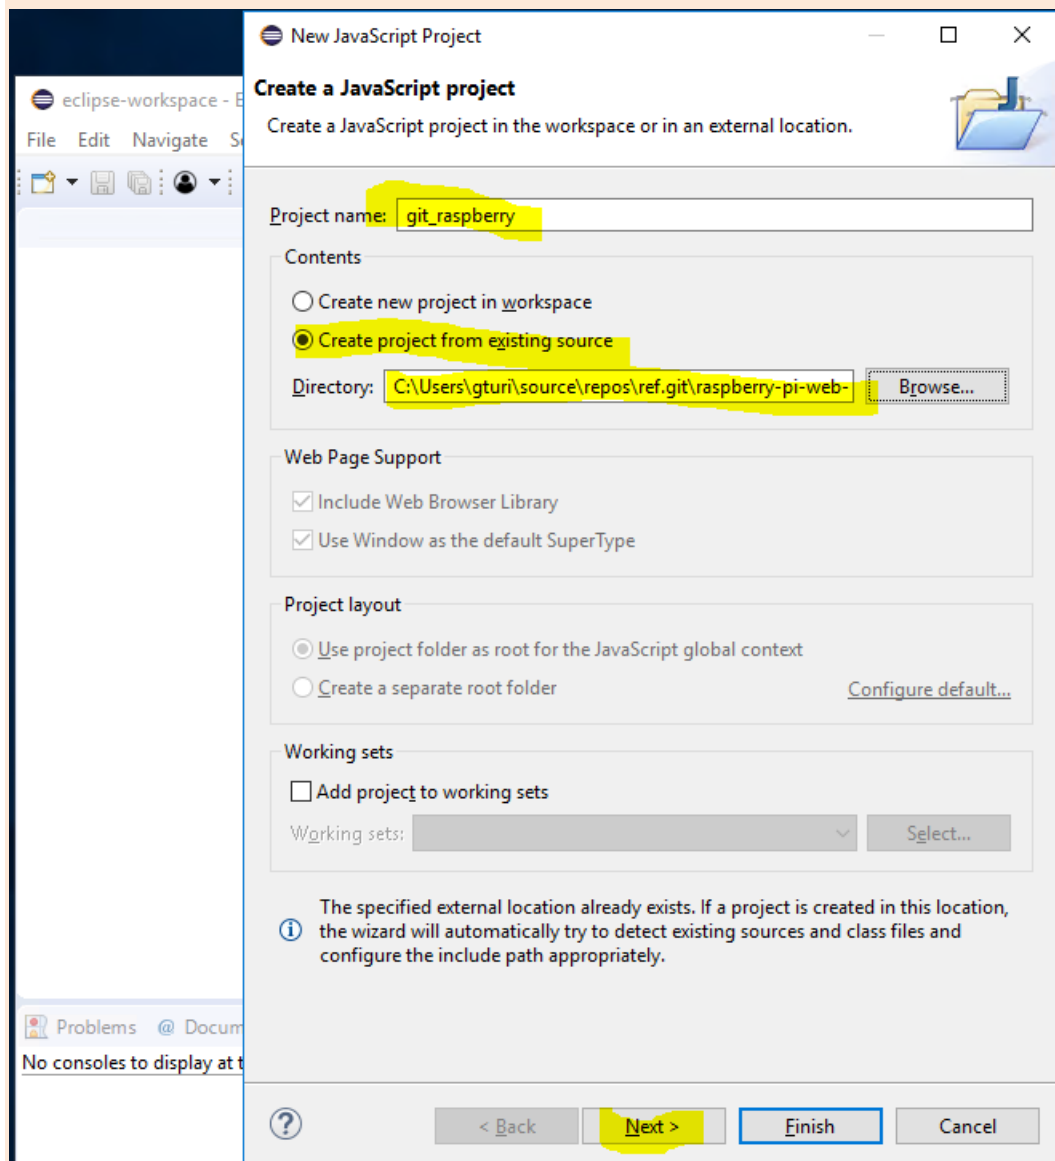 New JavaScript Project
eclipse-workspace - E
Create a JavaScript project
Create a JavaScript project in the workspace or in an external location.
File Edit Navigate Se
Project name: git_raspberry
Contents
Create new project in workspace
Create project from existing source
Directory: C:\Users\gturi\source\repos\ref.git\raspberry-pi-web- Browse...
Web Page Support
Include Web Browser Library
Use Window as the default SuperType
Project layout
Use project folder as root for the JavaScript global context
Create a separate root folder Configure default...
Working sets
Add project to working sets
Working sets: Select...
The specified external location already exists. If a project is created in this location,
the wizard will automatically try to detect existing sources and class files and
configure the include path appropriately.
Problems @ Docum
No consoles to display at t
< Back Next > Finish Cancel